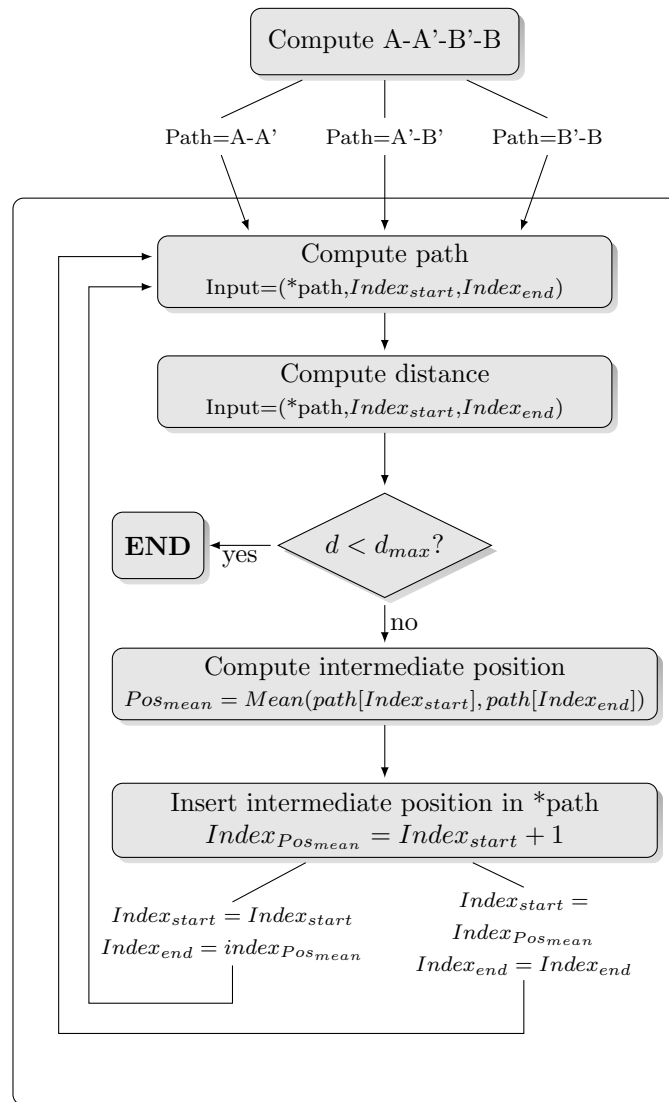 Compute A-A'-B'-B
Path=A-A'
Path=A'-B'
Path=B'-B
Compute path
Input=(*path,Index_start,Index_end)
Compute distance
Input=(*path,Index_start,Index_end)
d < d_max?
END
yes
no
Compute intermediate position
Pos_mean = Mean(path[Index_start], path[Index_end])
Insert intermediate position in *path
Index_Pos_mean = Index_start + 1
Index_start = Index_start
Index_end = index_Pos_mean
Index_start =
Index_Pos_mean
Index_end = Index_end